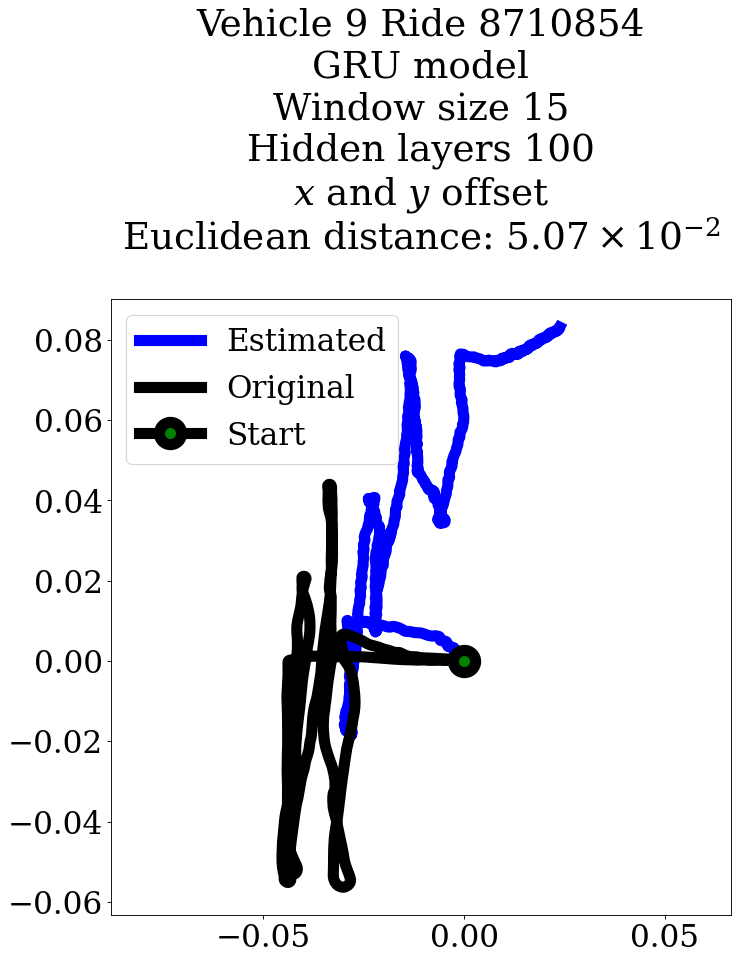 Vehicle 9 Ride 8710854
GRU model
Window size 15
Hidden layers 100
x and y offset
Euclidean distance: 5.07 × 10⁻²
Estimated
Original
Start
0.08
0.06
0.04
0.02
0.00
−0.02
−0.04
−0.06
−0.05
0.00
0.05